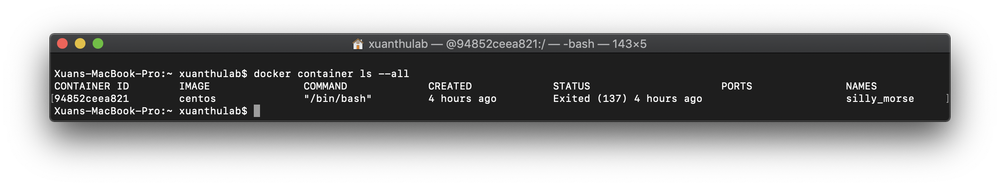 xuanthulab — @94852ceea821:/ — -bash — 143×5
Xuans-MacBook-Pro:~ xuanthulab$ docker container ls --all
CONTAINER ID        IMAGE               COMMAND             CREATED             STATUS                     PORTS               NAMES
[94852ceea821        centos              "/bin/bash"         4 hours ago         Exited (137) 4 hours ago                       silly_morse     ]
Xuans-MacBook-Pro:~ xuanthulab$